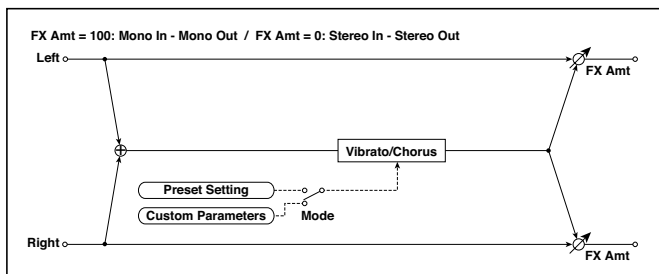 FX Amt = 100: Mono In - Mono Out / FX Amt = 0: Stereo In - Stereo Out
Left
FX Amt
Vibrato/Chorus
Preset Setting
Custom Parameters
Mode
Right
FX Amt